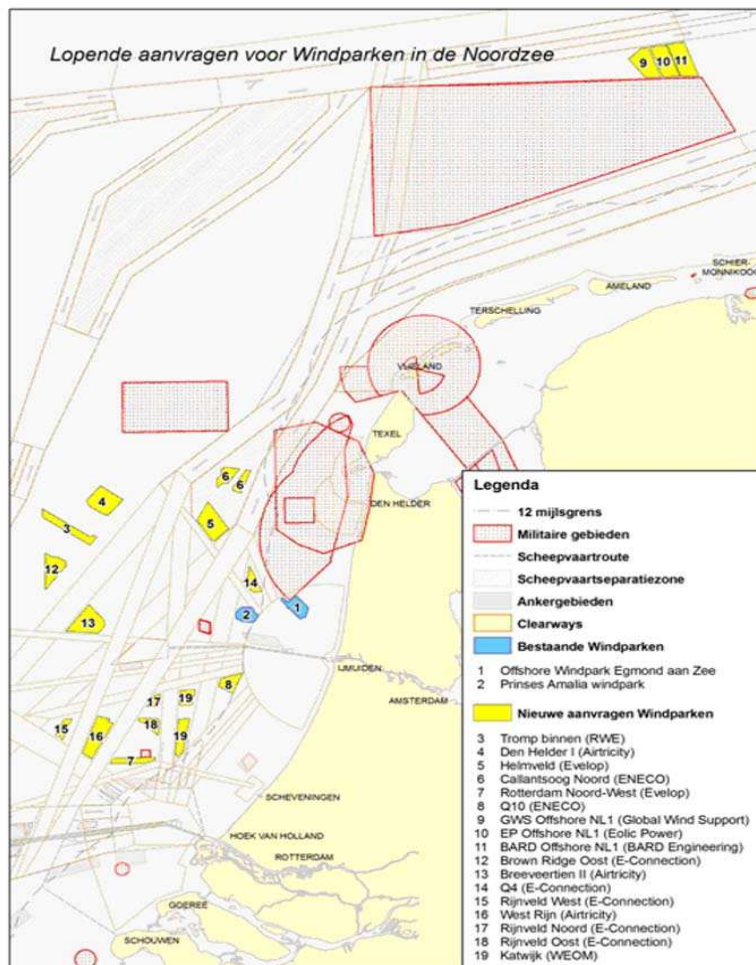 Lopende aanvragen voor Windparken in de Noordzee
9 10 11
SCHIER-
MONNIKOOG
AMELAND
TERSCHELLING
VLIELAND
TEXEL
DEN HELDER
6 6
4
5
3
12
14
13
2
1
IJMUIDEN
AMSTERDAM
8
17
19
15
16
18
19
7
SCHEVENINGEN
HOEK VAN HOLLAND
ROTTERDAM
GOEREE
SCHOUWEN
Legenda
12 mijlsgrens
Militaire gebieden
Scheepvaartroute
Scheepvaartseparatiezone
Ankergebieden
Clearways
Bestaande Windparken
1 Offshore Windpark Egmond aan Zee
2 Prinses Amalia windpark
Nieuwe aanvragen Windparken
3 Tromp binnen (RWE)
4 Den Helder I (Airtricity)
5 Helmveld (Evelop)
6 Callantsoog Noord (ENECO)
7 Rotterdam Noord-West (Evelop)
8 Q10 (ENECO)
9 GWS Offshore NL1 (Global Wind Support)
10 EP Offshore NL1 (Eolic Power)
11 BARD Offshore NL1 (BARD Engineering)
12 Brown Ridge Oost (E-Connection)
13 Breeveertien II (Airtricity)
14 Q4 (E-Connection)
15 Rijnveld West (E-Connection)
16 West Rijn (Airtricity)
17 Rijnveld Noord (E-Connection)
18 Rijnveld Oost (E-Connection)
19 Katwijk (WEOM)